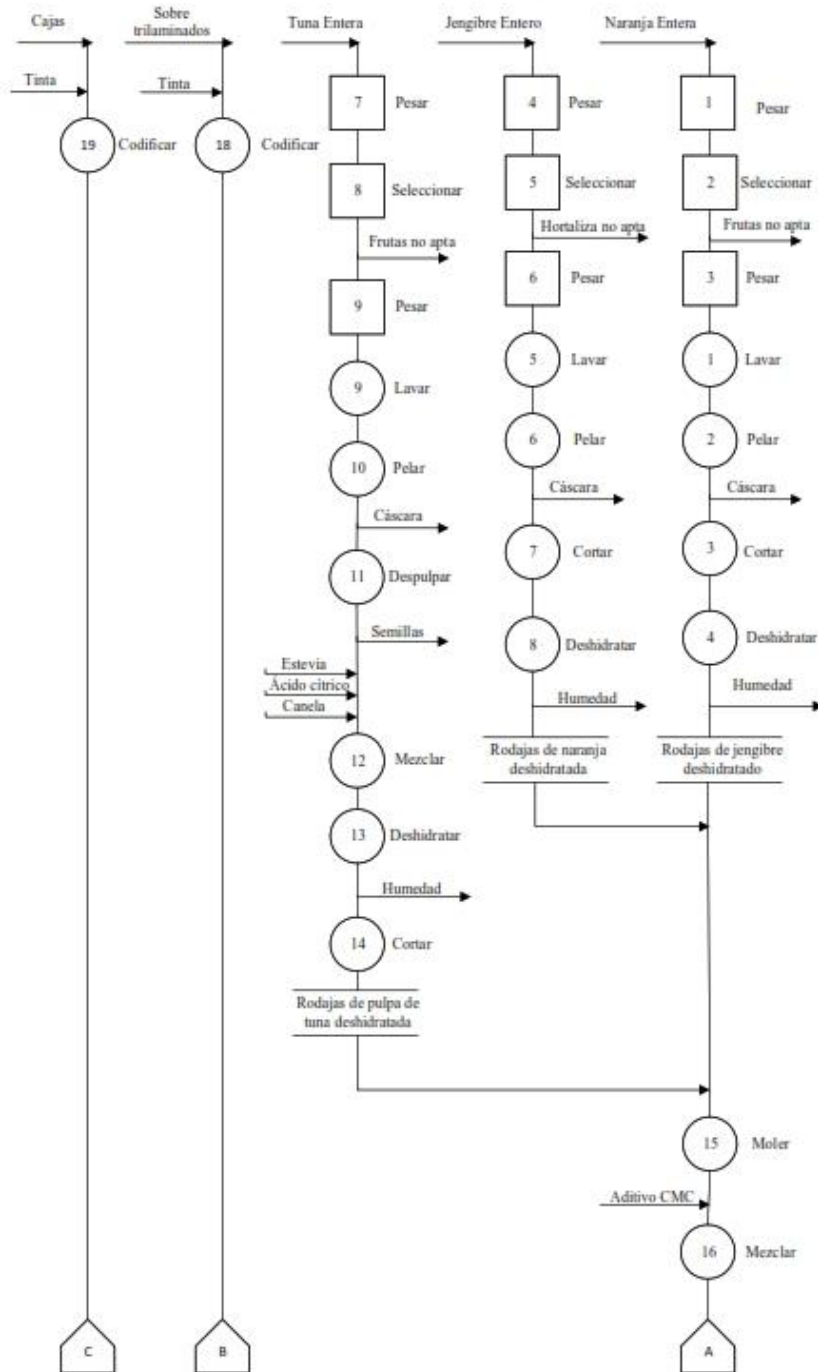 Cajas
Tinta
19
Codificar
C
Sobre
trilaminados
Tinta
18
Codificar
B
Tuna Entera
7
Pesar
8
Seleccionar
Frutas no apta
9
Pesar
9
Lavar
10
Pelar
Cáscara
11
Despulpar
Semillas
Estevia
Ácido cítrico
Canela
12
Mezclar
13
Deshidratar
Humedad
14
Cortar
Rodajas de pulpa de
tuna deshidratada
Jengibre Entero
4
Pesar
5
Seleccionar
Hortaliza no apta
6
Pesar
5
Lavar
6
Pelar
Cáscara
7
Cortar
8
Deshidratar
Humedad
Rodajas de naranja
deshidratada
Naranja Entera
1
Pesar
2
Seleccionar
Frutas no apta
3
Pesar
1
Lavar
2
Pelar
Cáscara
3
Cortar
4
Deshidratar
Humedad
Rodajas de jengibre
deshidratado
15
Moler
Aditivo CMC
16
Mezclar
A